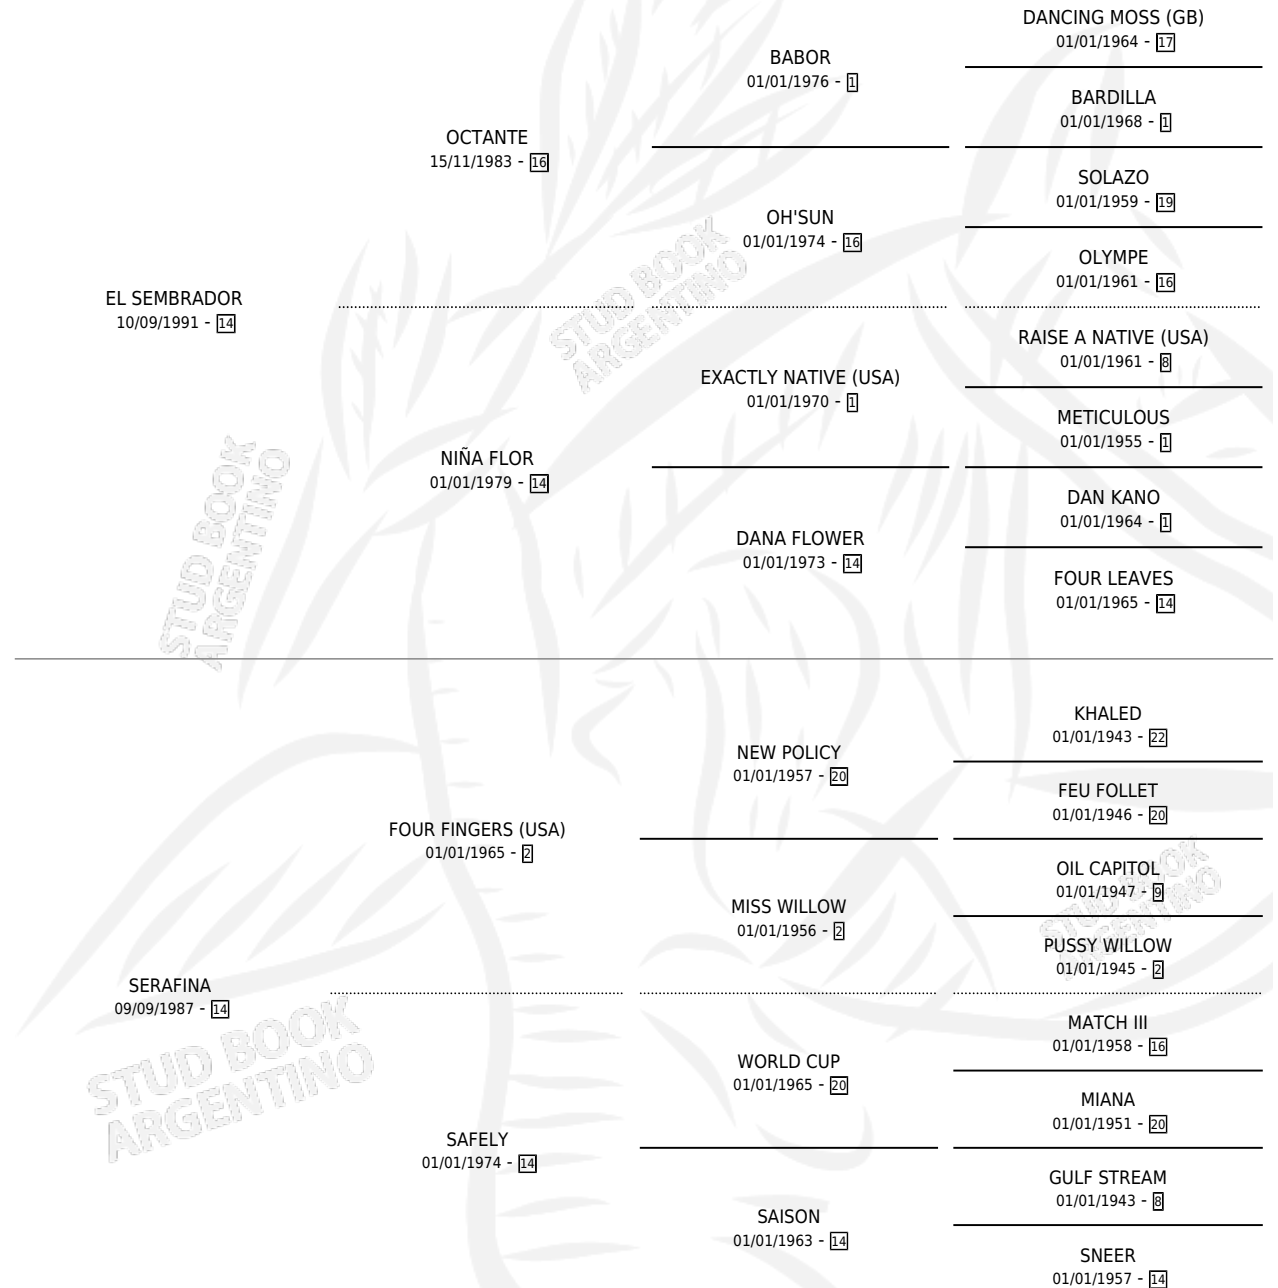 DANCING MOSS (GB)
01/01/1964 - 17
BABOR
01/01/1976 - 1
BARDILLA
01/01/1968 - 1
OCTANTE
15/11/1983 - 16
SOLAZO
01/01/1959 - 19
OH'SUN
01/01/1974 - 16
OLYMPE
01/01/1961 - 16
EL SEMBRADOR
10/09/1991 - 14
RAISE A NATIVE (USA)
01/01/1961 - 8
EXACTLY NATIVE (USA)
01/01/1970 - 1
METICULOUS
01/01/1955 - 1
NIÑA FLOR
01/01/1979 - 14
DAN KANO
01/01/1964 - 1
DANA FLOWER
01/01/1973 - 14
FOUR LEAVES
01/01/1965 - 14
KHALED
01/01/1943 - 22
NEW POLICY
01/01/1957 - 20
FEU FOLLET
01/01/1946 - 20
FOUR FINGERS (USA)
01/01/1965 - 2
OIL CAPITOL
01/01/1947 - 9
MISS WILLOW
01/01/1956 - 2
PUSSY WILLOW
01/01/1945 - 2
SERAFINA
09/09/1987 - 14
MATCH III
01/01/1958 - 16
WORLD CUP
01/01/1965 - 20
MIANA
01/01/1951 - 20
SAFELY
01/01/1974 - 14
GULF STREAM
01/01/1943 - 8
SAISON
01/01/1963 - 14
SNEER
01/01/1957 - 14
STUD BOOK
ARGENTINO
STUD BOOK
ARGENTINO
STUD BOOK
ARGENTINO
STUD BOOK
ARGENTINO